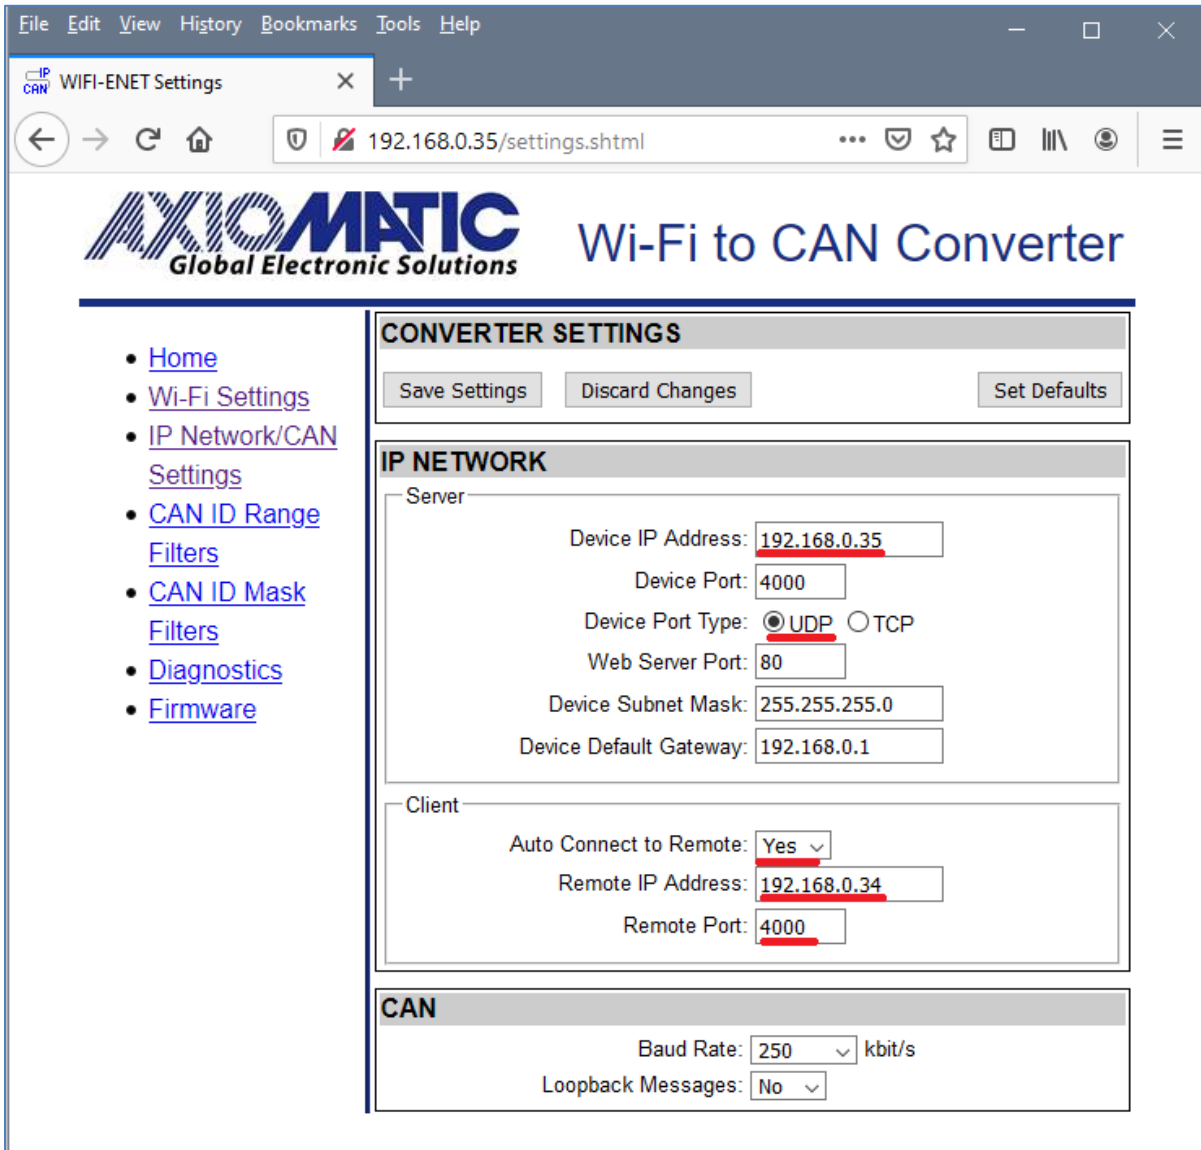 File Edit View History Bookmarks Tools Help
IP CAN WIFI-ENET Settings
192.168.0.35/settings.shtml
AXIOMATIC
Global Electronic Solutions
Wi-Fi to CAN Converter
Home
Wi-Fi Settings
IP Network/CAN
Settings
CAN ID Range
Filters
CAN ID Mask
Filters
Diagnostics
Firmware
CONVERTER SETTINGS
Save Settings Discard Changes Set Defaults
IP NETWORK
Server
Device IP Address: 192.168.0.35
Device Port: 4000
Device Port Type: UDP TCP
Web Server Port: 80
Device Subnet Mask: 255.255.255.0
Device Default Gateway: 192.168.0.1
Client
Auto Connect to Remote: Yes
Remote IP Address: 192.168.0.34
Remote Port: 4000
CAN
Baud Rate: 250 kbit/s
Loopback Messages: No